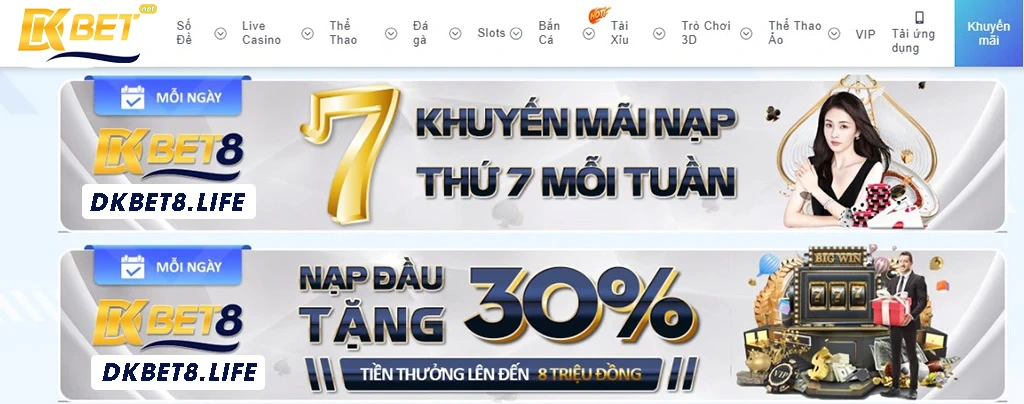 DKBET.net
Số Đề
Live Casino
Thể Thao
Đá gà
Slots
Bắn Cá
HOT
Tài Xỉu
Trò Chơi 3D
Thể Thao Ảo
VIP
Tải ứng dụng
Khuyến mãi
MỖI NGÀY
DKBET8
DKBET8.LIFE
7
KHUYẾN MÃI NẠP
THỨ 7 MỖI TUẦN
MỖI NGÀY
DKBET8
DKBET8.LIFE
NẠP ĐẦU
TẶNG
30%
TIỀN THƯỞNG LÊN ĐẾN 8 TRIỆU ĐỒNG
BIG WIN
777
VIP